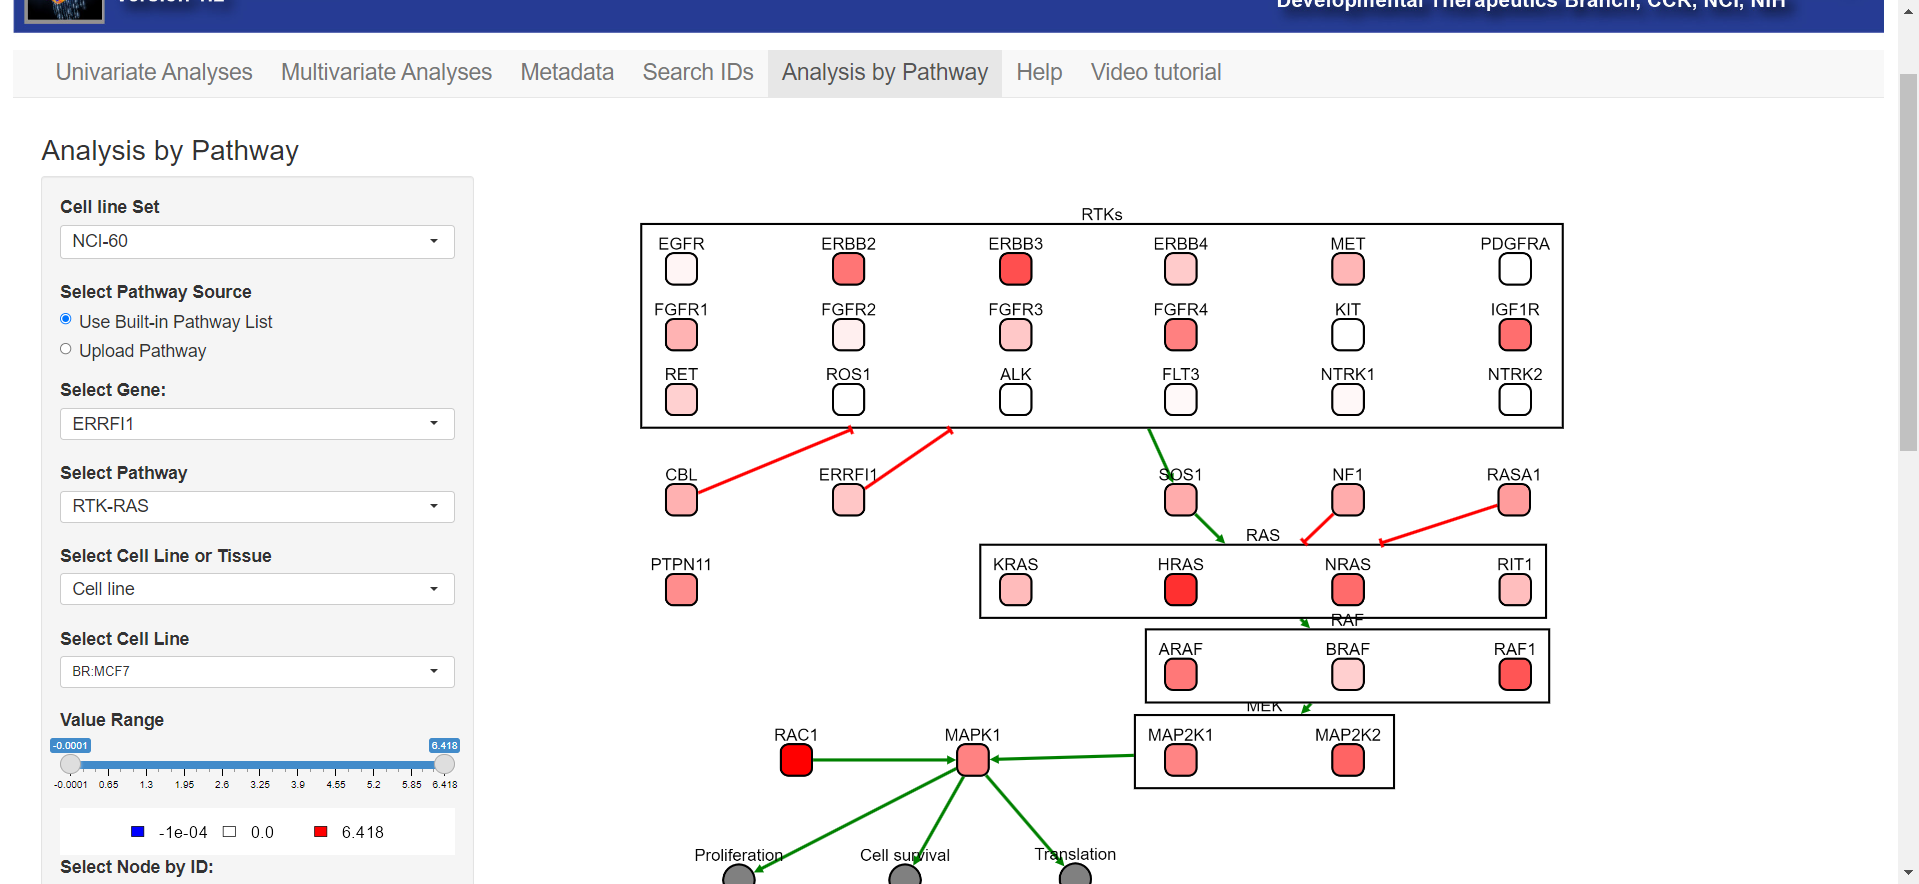 Version 1.2
Developmental Therapeutics Branch, CCR, NCI, NIH
Univariate Analyses Multivariate Analyses Metadata Search IDs Analysis by Pathway Help Video tutorial
Analysis by Pathway
Cell line Set
NCI-60
Select Pathway Source
Use Built-in Pathway List
Upload Pathway
Select Gene:
ERRFI1
Select Pathway
RTK-RAS
Select Cell Line or Tissue
Cell line
Select Cell Line
BR:MCF7
Value Range
-0.0001 6.418
-0.0001 0.65 1.3 1.95 2.6 3.25 3.9 4.55 5.2 5.85 6.418
-1e-04 0.0 6.418
Select Node by ID:
RTKs
EGFR ERBB2 ERBB3 ERBB4 MET PDGFRA
FGFR1 FGFR2 FGFR3 FGFR4 KIT IGF1R
RET ROS1 ALK FLT3 NTRK1 NTRK2
CBL ERRFI1 SOS1 NF1 RASA1
RAS
PTPN11 KRAS HRAS NRAS RIT1
RAF
ARAF BRAF RAF1
MEK
RAC1 MAPK1 MAP2K1 MAP2K2
Proliferation Cell survival Translation